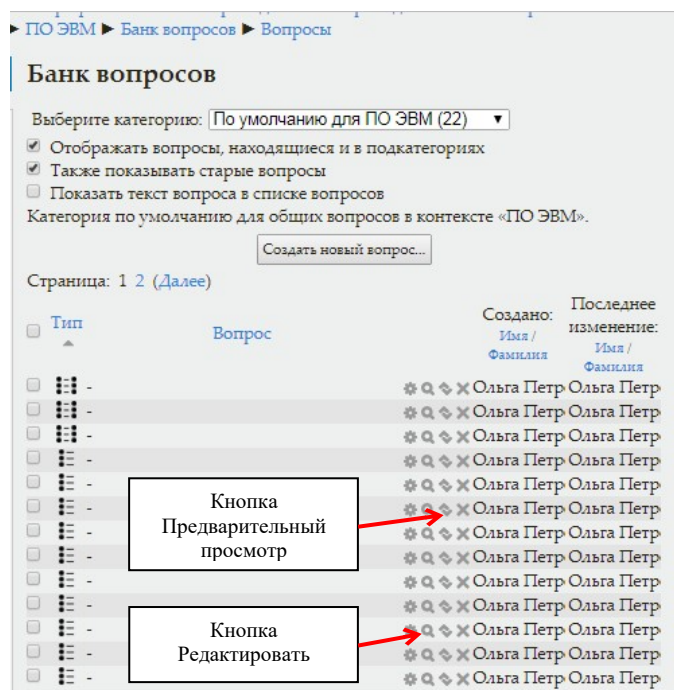 ► ПО ЭВМ ► Банк вопросов ► Вопросы
Банк вопросов
Выберите категорию: По умолчанию для ПО ЭВМ (22)
Отображать вопросы, находящиеся и в подкатегориях
Также показывать старые вопросы
Показать текст вопроса в списке вопросов
Категория по умолчанию для общих вопросов в контексте «ПО ЭВМ».
Создать новый вопрос...
Страница: 1 2 (Далее)
Тип
Вопрос
Создано:
Имя /
Фамилия
Последнее
изменение:
Имя /
Фамилия
- Ольга Петр Ольга Петр
- Ольга Петр Ольга Петр
- Ольга Петр Ольга Петр
- Ольга Петр Ольга Петр
- Ольга Петр Ольга Петр
- Ольга Петр Ольга Петр
- Ольга Петр Ольга Петр
- Ольга Петр Ольга Петр
- Ольга Петр Ольга Петр
- Ольга Петр Ольга Петр
- Ольга Петр Ольга Петр
- Ольга Петр Ольга Петр
- Ольга Петр Ольга Петр
Кнопка
Предварительный
просмотр
Кнопка
Редактировать